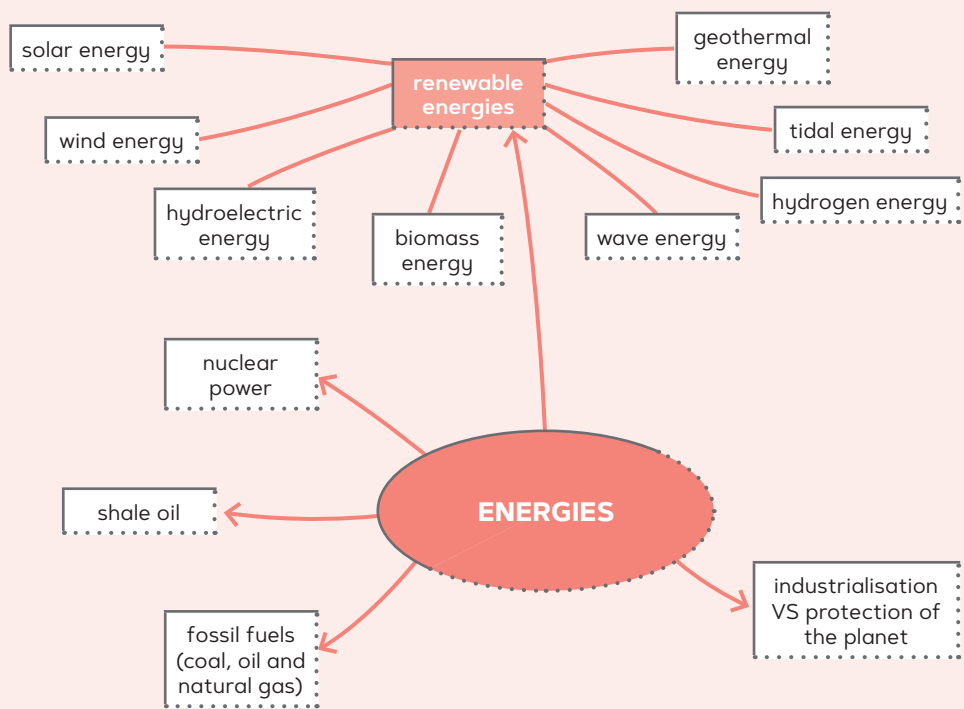 solar energy
geothermal
energy
renewable
energies
wind energy
tidal energy
hydroelectric
energy
biomass
energy
wave energy
hydrogen energy
nuclear
power
shale oil
ENERGIES
fossil fuels
(coal, oil and
natural gas)
industrialisation
VS protection of
the planet